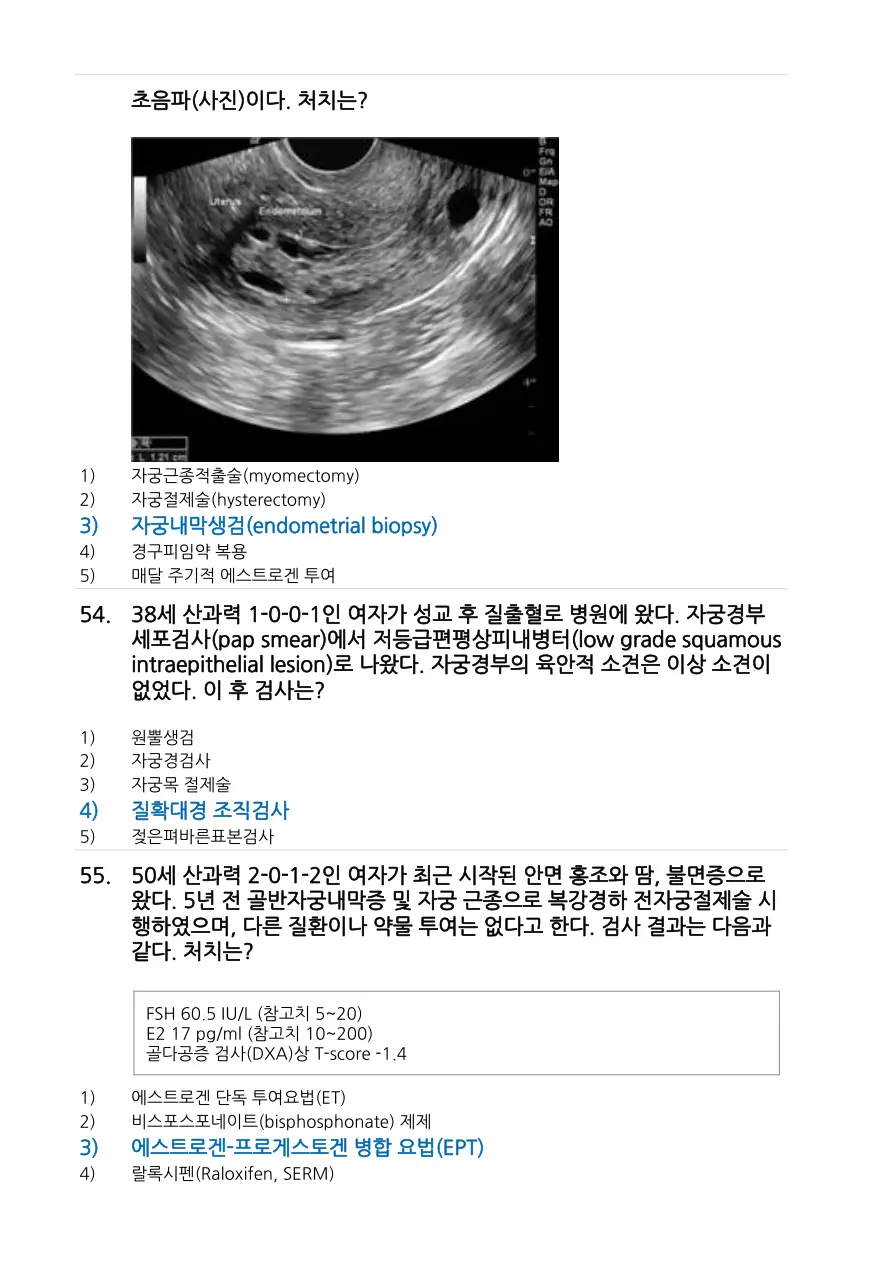 초음파(사진)이다. 처치는?
Uterus
Endometrium
B
Frq
Gn
E/A
Map
D
DR
FR
AO
L 1.21 cm
1) 자궁근종적출술(myomectomy)
2) 자궁절제술(hysterectomy)
3) 자궁내막생검(endometrial biopsy)
4) 경구피임약 복용
5) 매달 주기적 에스트로겐 투여
54. 38세 산과력 1-0-0-1인 여자가 성교 후 질출혈로 병원에 왔다. 자궁경부
세포검사(pap smear)에서 저등급편평상피내병터(low grade squamous
intraepithelial lesion)로 나왔다. 자궁경부의 육안적 소견은 이상 소견이
없었다. 이 후 검사는?
1) 원뿔생검
2) 자궁경검사
3) 자궁목 절제술
4) 질확대경 조직검사
5) 젖은펴바른표본검사
55. 50세 산과력 2-0-1-2인 여자가 최근 시작된 안면 홍조와 땀, 불면증으로
왔다. 5년 전 골반자궁내막증 및 자궁 근종으로 복강경하 전자궁절제술 시
행하였으며, 다른 질환이나 약물 투여는 없다고 한다. 검사 결과는 다음과
같다. 처치는?
FSH 60.5 IU/L (참고치 5~20)
E2 17 pg/ml (참고치 10~200)
골다공증 검사(DXA)상 T-score -1.4
1) 에스트로겐 단독 투여요법(ET)
2) 비스포스포네이트(bisphosphonate) 제제
3) 에스트로겐-프로게스토겐 병합 요법(EPT)
4) 랄록시펜(Raloxifen, SERM)